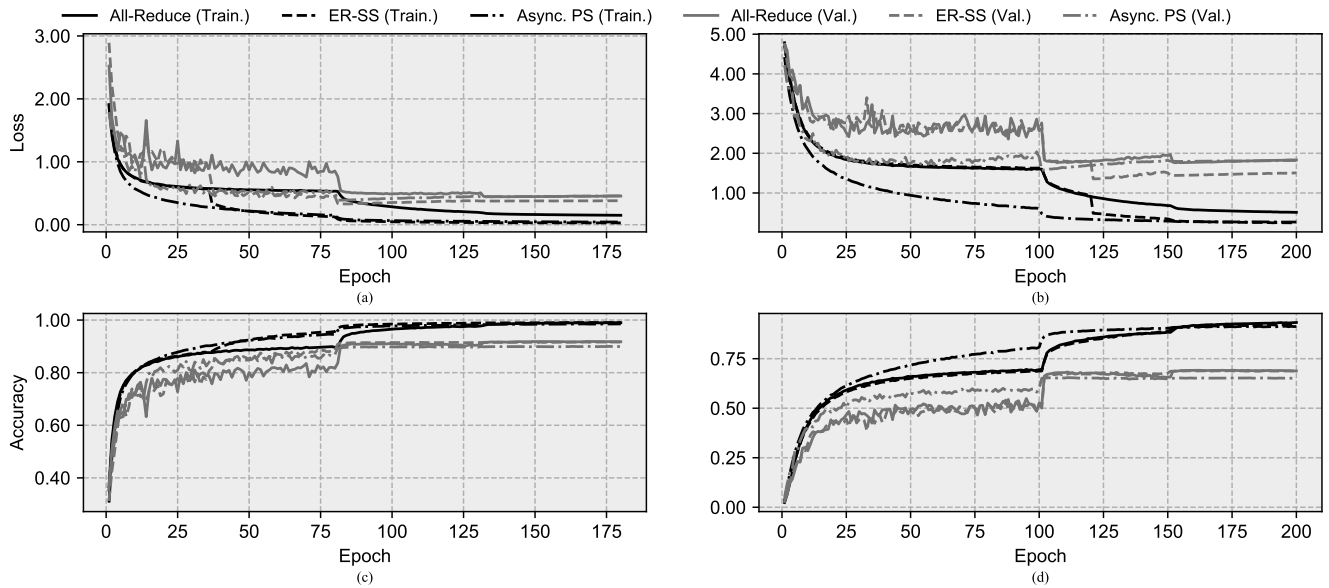 All-Reduce (Train.) ER-SS (Train.) Async. PS (Train.) All-Reduce (Val.) ER-SS (Val.) Async. PS (Val.)
3.00
2.00
1.00
0.00
Loss
0 25 50 75 100 125 150 175
Epoch
(a)
5.00
4.00
3.00
2.00
1.00
0 25 50 75 100 125 150 175 200
Epoch
(b)
1.00
0.80
0.60
0.40
Accuracy
0 25 50 75 100 125 150 175
Epoch
(c)
0.75
0.50
0.25
0.00
0 25 50 75 100 125 150 175 200
Epoch
(d)